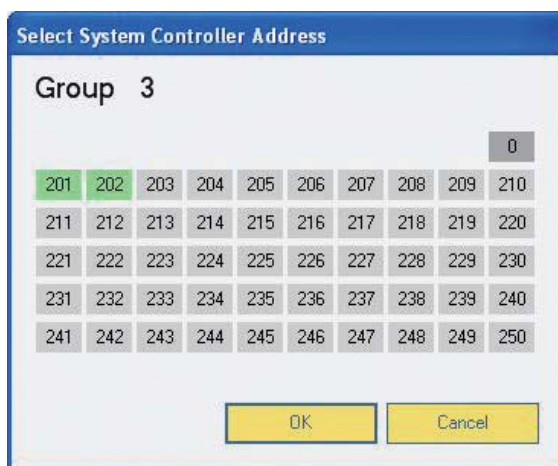 Select System Controller Address
Group 3
0
201 202 203 204 205 206 207 208 209 210
211 212 213 214 215 216 217 218 219 220
221 222 223 224 225 226 227 228 229 230
231 232 233 234 235 236 237 238 239 240
241 242 243 244 245 246 247 248 249 250
OK Cancel